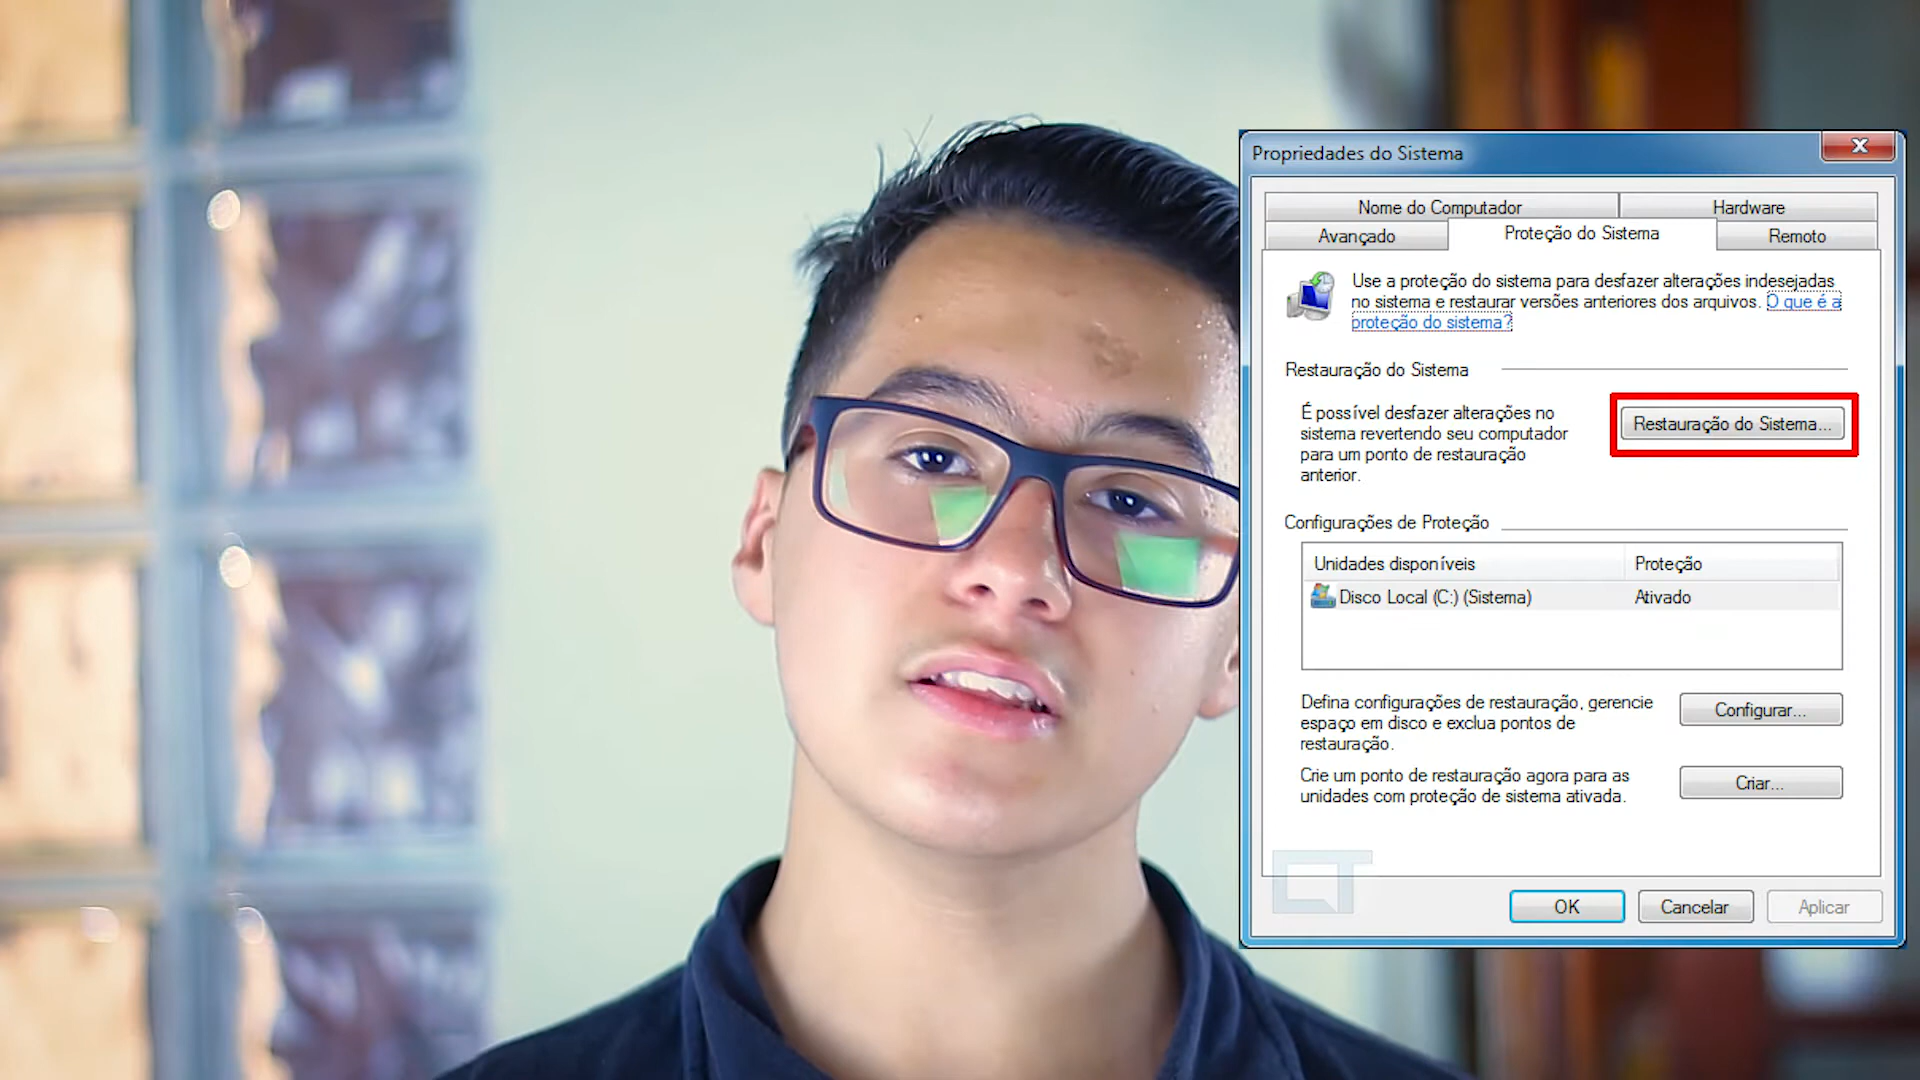 Propriedades do Sistema
Nome do Computador
Hardware
Avançado
Proteção do Sistema
Remoto
Use a proteção do sistema para desfazer alterações indesejadas
no sistema e restaurar versões anteriores dos arquivos. O que é a
proteção do sistema?
Restauração do Sistema
É possível desfazer alterações no
sistema revertendo seu computador
para um ponto de restauração
anterior.
Restauração do Sistema...
Configurações de Proteção
Unidades disponíveis
Proteção
Disco Local (C:) (Sistema)
Ativado
Defina configurações de restauração, gerencie
espaço em disco e exclua pontos de
restauração.
Configurar...
Crie um ponto de restauração agora para as
unidades com proteção de sistema ativada.
Criar...
CT
OK
Cancelar
Aplicar